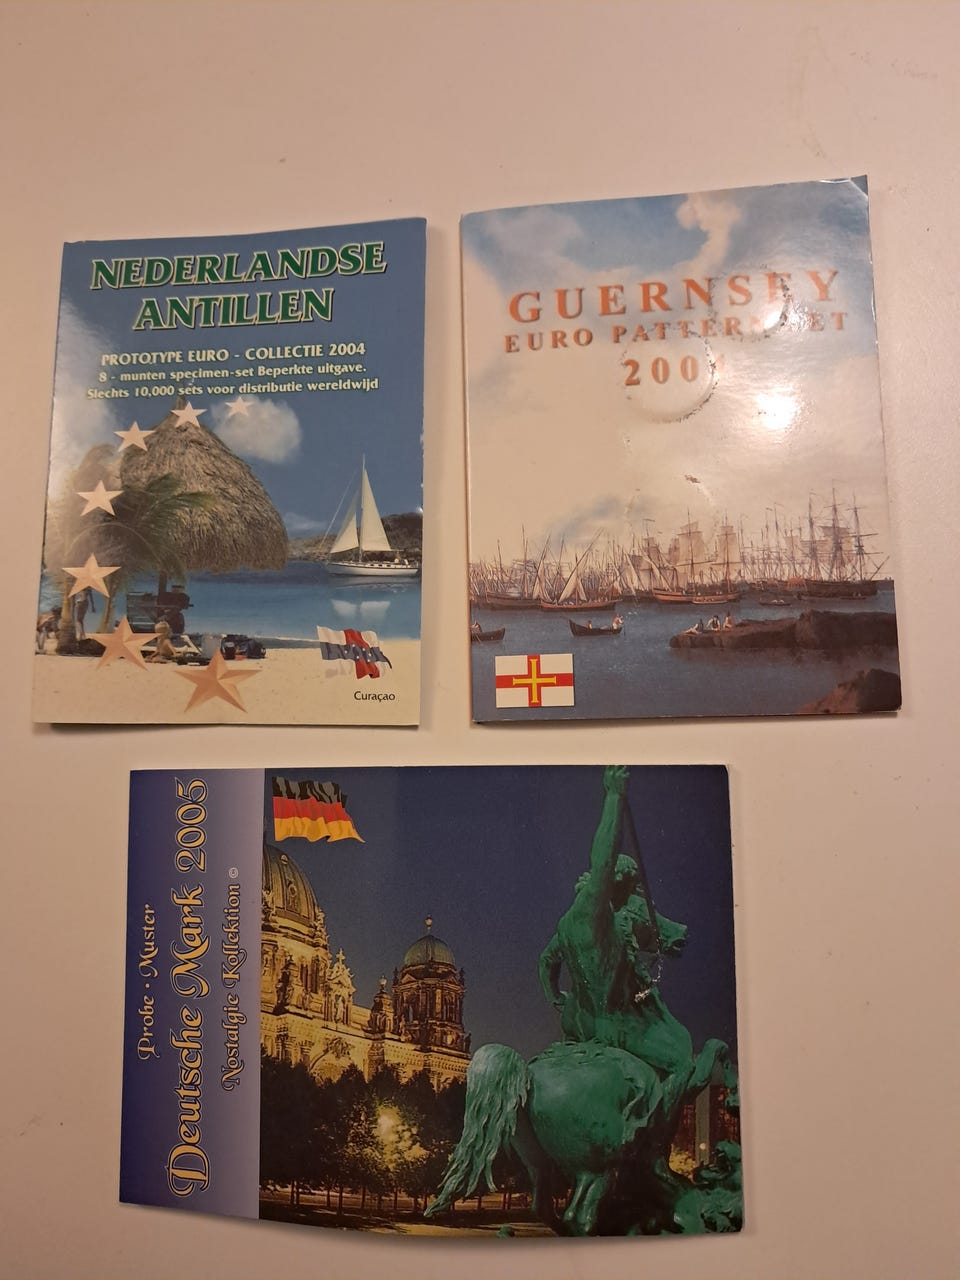 NEDERLANDSE
ANTILLEN
PROTOTYPE EURO - COLLECTIE 2004
8 - munten specimen-set Beperkte uitgave.
Slechts 10,000 sets voor distributie wereldwijd
Curaçao
GUERNSEY
EURO PATTERN SET
Probe • Muster
Deutsche Mark 2005
Nostalgie Kollektion ©